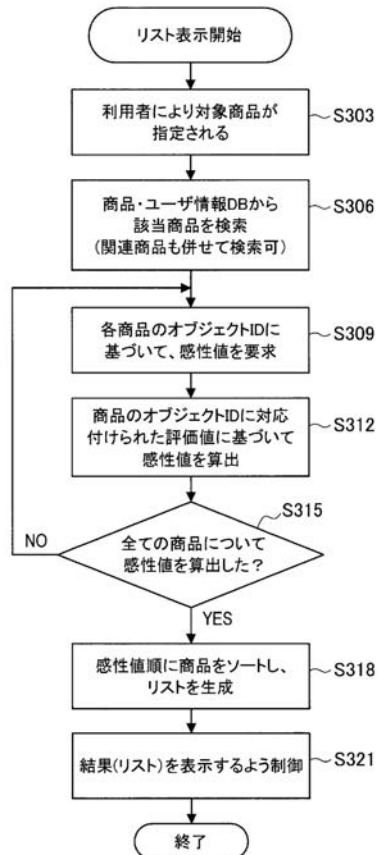 リスト表示開始
利用者により対象商品が
指定される
S303
商品・ユーザ情報DBから
該当商品を検索
(関連商品も併せて検索可)
S306
各商品のオブジェクトIDに
基づいて、感性値を要求
S309
商品のオブジェクトIDに対応
付けられた評価値に基づいて
感性値を算出
S312
S315
全ての商品について
感性値を算出した?
NO
YES
感性値順に商品をソートし、
リストを生成
S318
結果(リスト)を表示するよう制御
S321
終了